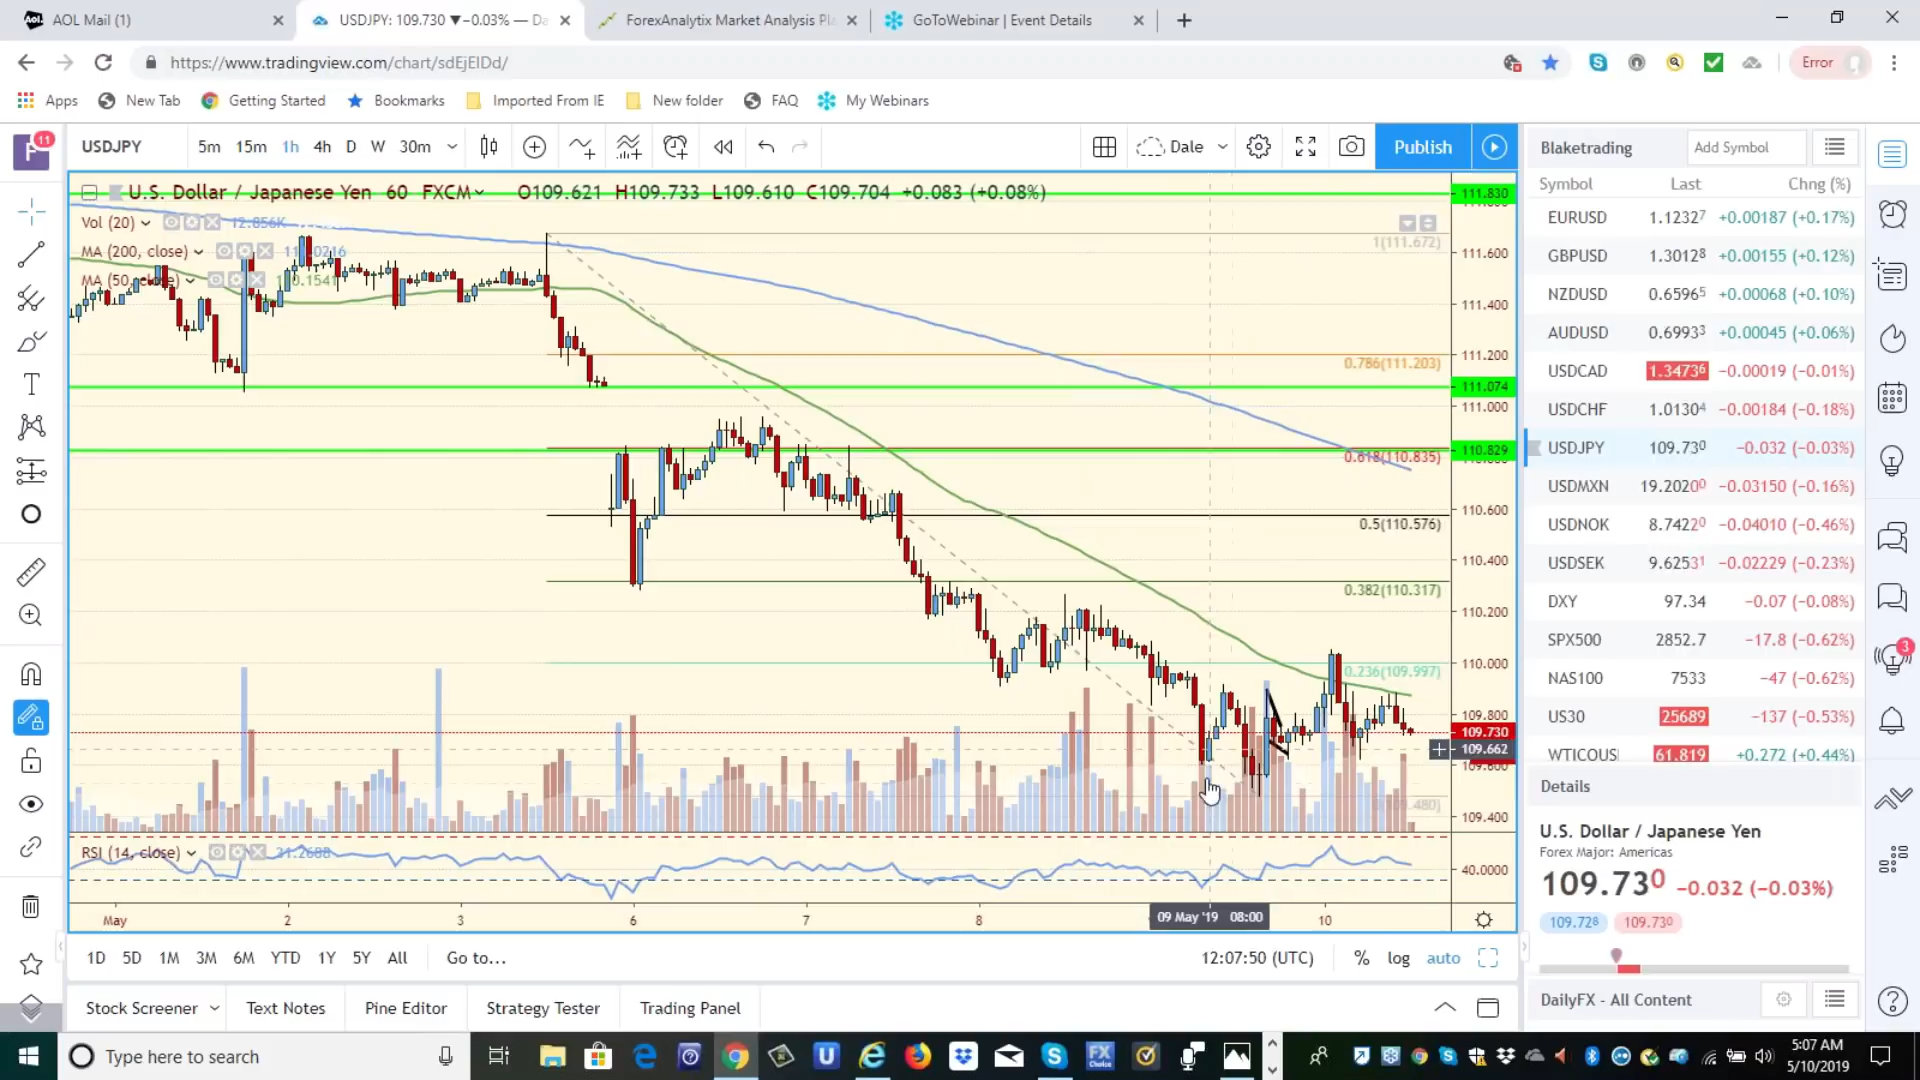 AOL Mail (1)
USDJPY: 109.730 ▼−0.03% — Da
ForexAnalytix Market Analysis Pla
GoToWebinar | Event Details
https://www.tradingview.com/chart/sdEjEIDd/
Error
Apps
New Tab
Getting Started
Bookmarks
Imported From IE
New folder
FAQ
My Webinars
11
USDJPY
5m 15m 1h 4h D W 30m
Dale
Publish
U.S. Dollar / Japanese Yen 60 FXCM O109.621 H109.733 L109.610 C109.704 +0.083 (+0.08%)
Vol (20)
12.856K
MA (200, close)
MA (50, close)
1(111.672)
0.786(111.203)
0.618(110.835)
0.5(110.576)
0.382(110.317)
0.236(109.997)
111.830
111.600
111.400
111.200
111.074
111.000
110.829
110.600
110.400
110.200
110.000
109.800
109.730
109.662
109.600
109.400
RSI (14, close)
40.0000
May 2 3 6 7 8 09 May '19 08:00 10
1D 5D 1M 3M 6M YTD 1Y 5Y All Go to...
12:07:50 (UTC) % log auto
Stock Screener Text Notes Pine Editor Strategy Tester Trading Panel
Blaketrading
Add Symbol
Symbol Last Chng (%)
EURUSD 1.12327 +0.00187 (+0.17%)
GBPUSD 1.30128 +0.00155 (+0.12%)
NZDUSD 0.65965 +0.00068 (+0.10%)
AUDUSD 0.69933 +0.00045 (+0.06%)
USDCAD 1.34736 −0.00019 (−0.01%)
USDCHF 1.01304 −0.00184 (−0.18%)
USDJPY 109.730 −0.032 (−0.03%)
USDMXN 19.20200 −0.03150 (−0.16%)
USDNOK 8.74220 −0.04010 (−0.46%)
USDSEK 9.62531 −0.02229 (−0.23%)
DXY 97.34 −0.07 (−0.08%)
SPX500 2852.7 −17.8 (−0.62%)
NAS100 7533 −47 (−0.62%)
US30 25689 −137 (−0.53%)
WTICOUS 61.819 +0.272 (+0.44%)
Details
U.S. Dollar / Japanese Yen
Forex Major: Americas
109.730 −0.032 (−0.03%)
109.728 109.730
DailyFX - All Content
3
Type here to search
FX
Choice
5:07 AM
5/10/2019